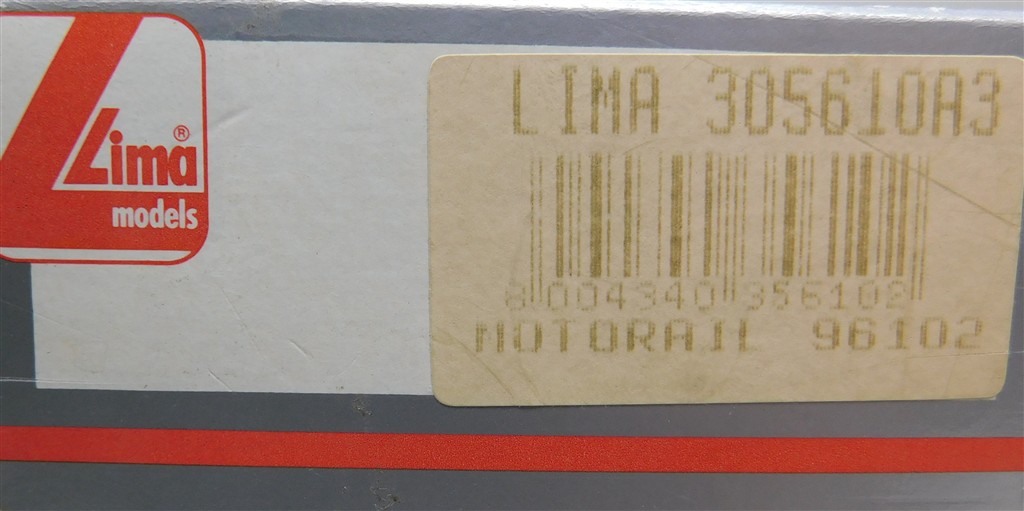 Lima®
models
LIMA 305610A3
8 004340 356102
MOTORAIL 96102